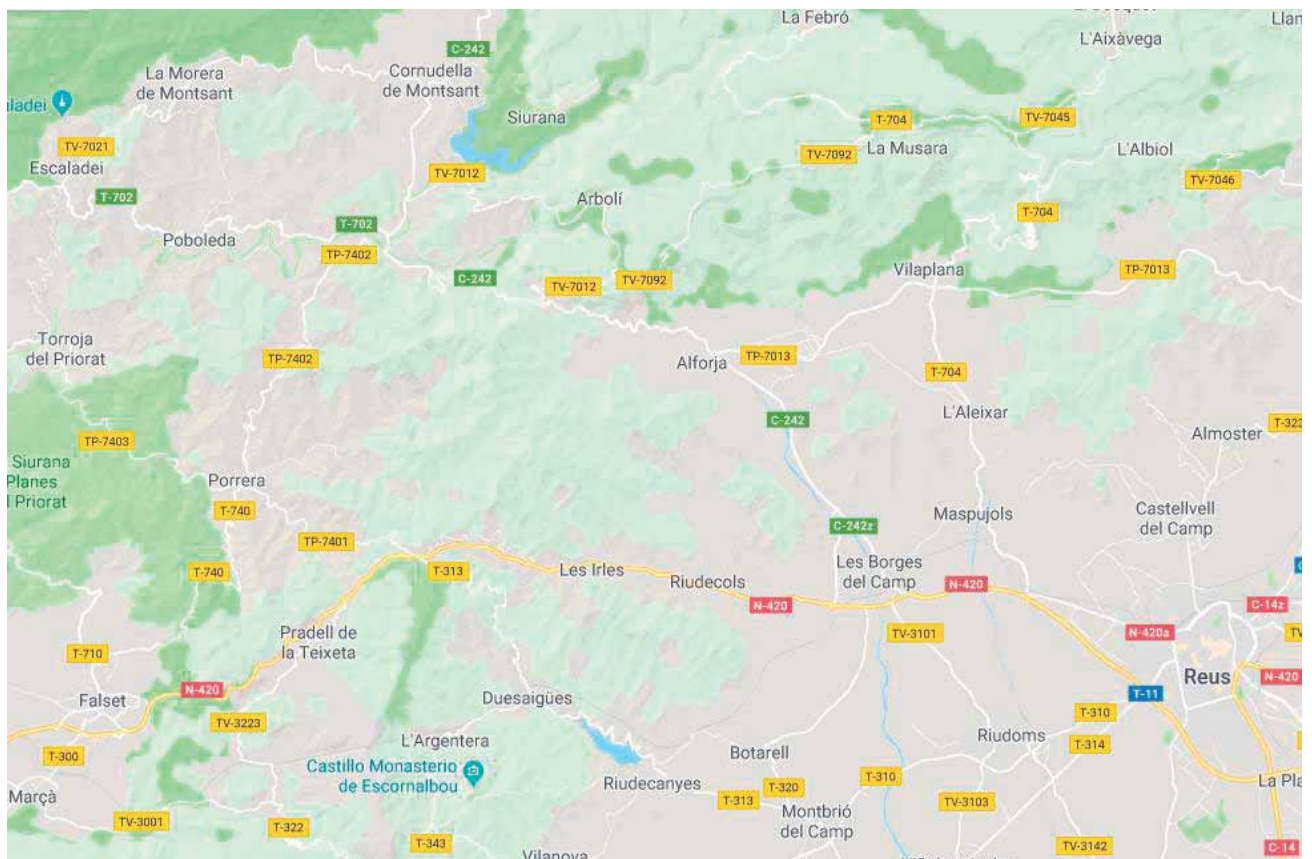 La Febró
L'Aixàvega
C-242
La Morera
de Montsant
Cornudella
de Montsant
Siurana
T-704
TV-7045
La Musara
TV-7092
L'Albiol
TV-7021
Escaladei
TV-7012
TV-7046
T-702
Arbolí
T-702
T-704
Poboleda
TP-7402
C-242
TV-7012
TV-7092
Vilaplana
TP-7013
Torroja
del Priorat
TP-7402
Alforja
TP-7013
T-704
L'Aleixar
C-242
Almoster
T-323
TP-7403
Siurana
Planes
Priorat
Porrera
T-740
Castellvell
del Camp
Maspujols
C-242z
TP-7401
Les Borges
del Camp
T-740
T-313
Les Irles
Riudecols
N-420
N-420
C-14z
Pradell de
la Teixeta
TV-3101
N-420a
T-710
Reus
N-420
N-420
T-11
Falset
Duesaigües
TV-3223
T-310
T-300
L'Argentera
Botarell
Riudoms
T-314
Castillo Monasterio
de Escornalbou
T-310
La Pla
Riudecanyes
T-320
Marçà
T-313
TV-3103
Montbrió
del Camp
TV-3001
T-322
T-343
TV-3142
C-14
Vilanova